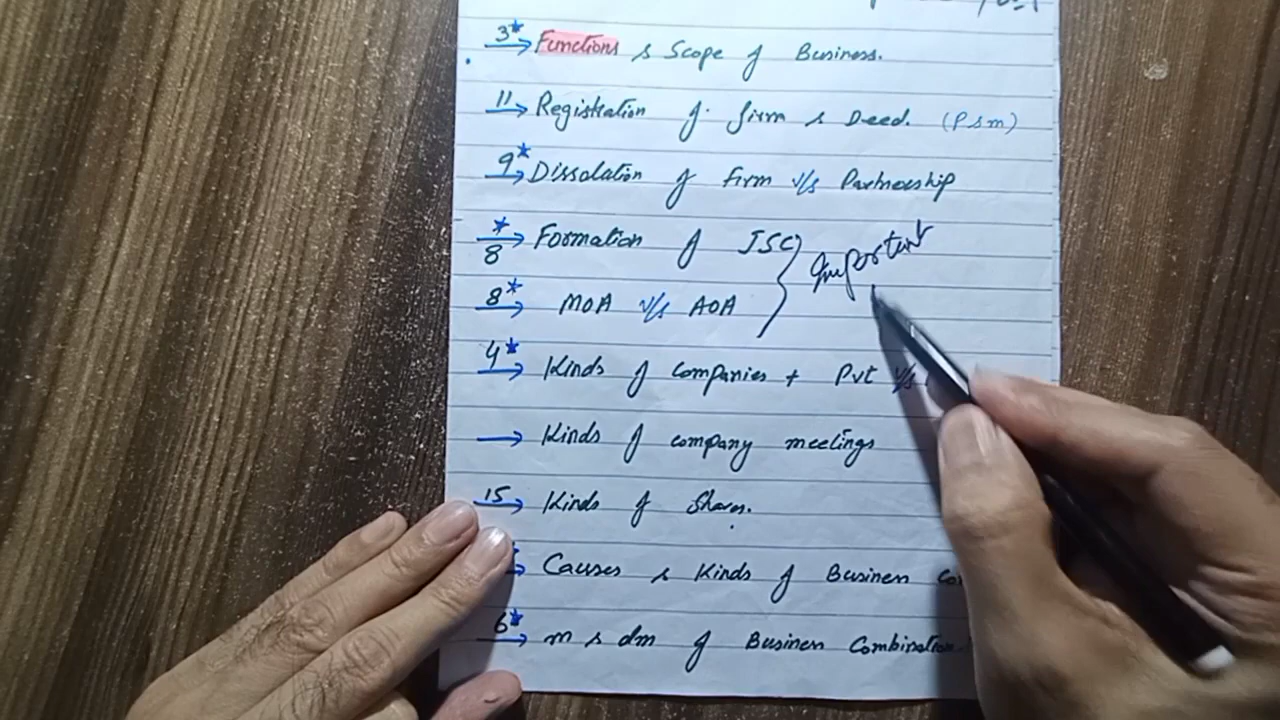 3* Functions & Scope of Business.
11 Registration of firm & Deed. (P & m)
9* Dissolation of firm v/s Partnership
8* Formation of JSC
Important
8* MOA v/s AOA
4* Kinds of companies + Pvt v/s
Kinds of company meetings
15 Kinds of Shares.
Causes & Kinds of Business
6* m & dm of Business Combination.